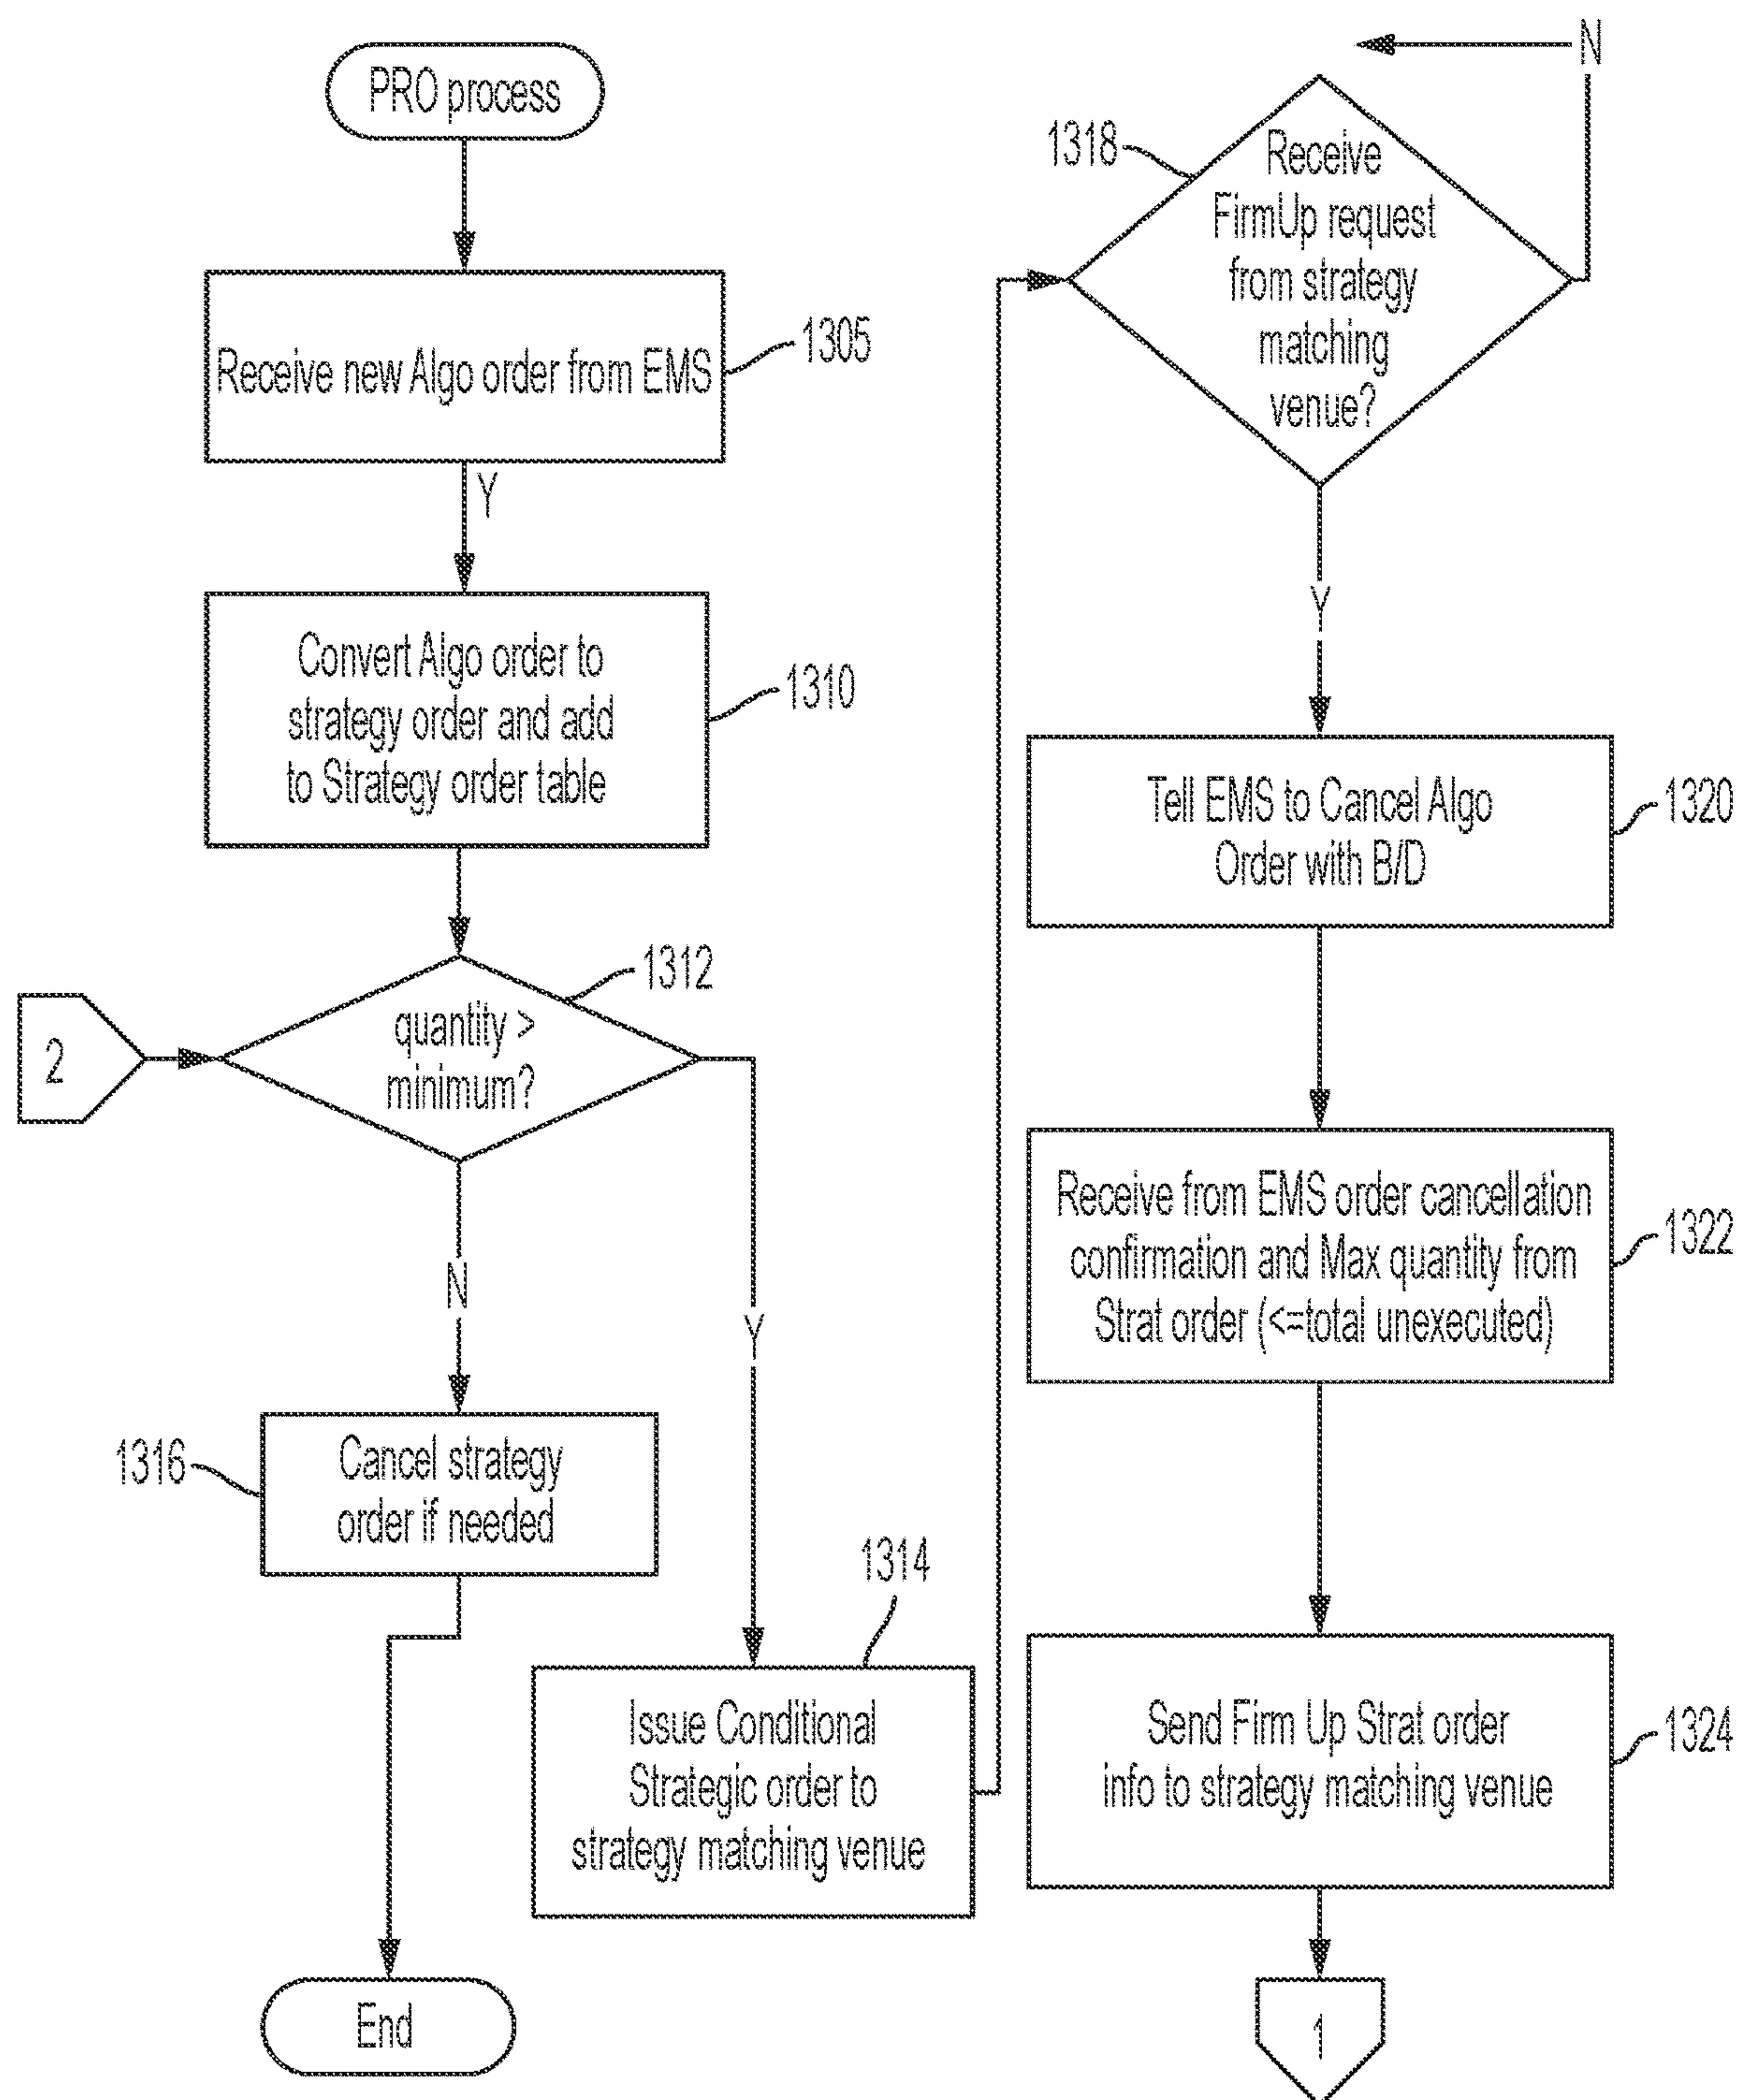 PRO process
Receive new Algo order from EMS
1305
Y
Convert Algo order to
strategy order and add
to Strategy order table
1310
2
quantity >
minimum?
1312
N
Y
1316
Cancel strategy
order if needed
1314
Issue Conditional
Strategic order to
strategy matching venue
End
N
1318
Receive
FirmUp request
from strategy
matching
venue?
Y
Tell EMS to Cancel Algo
Order with B/D
1320
Receive from EMS order cancellation
confirmation and Max quantity from
Strat order (<=total unexecuted)
1322
Send Firm Up Strat order
info to strategy matching venue
1324
1